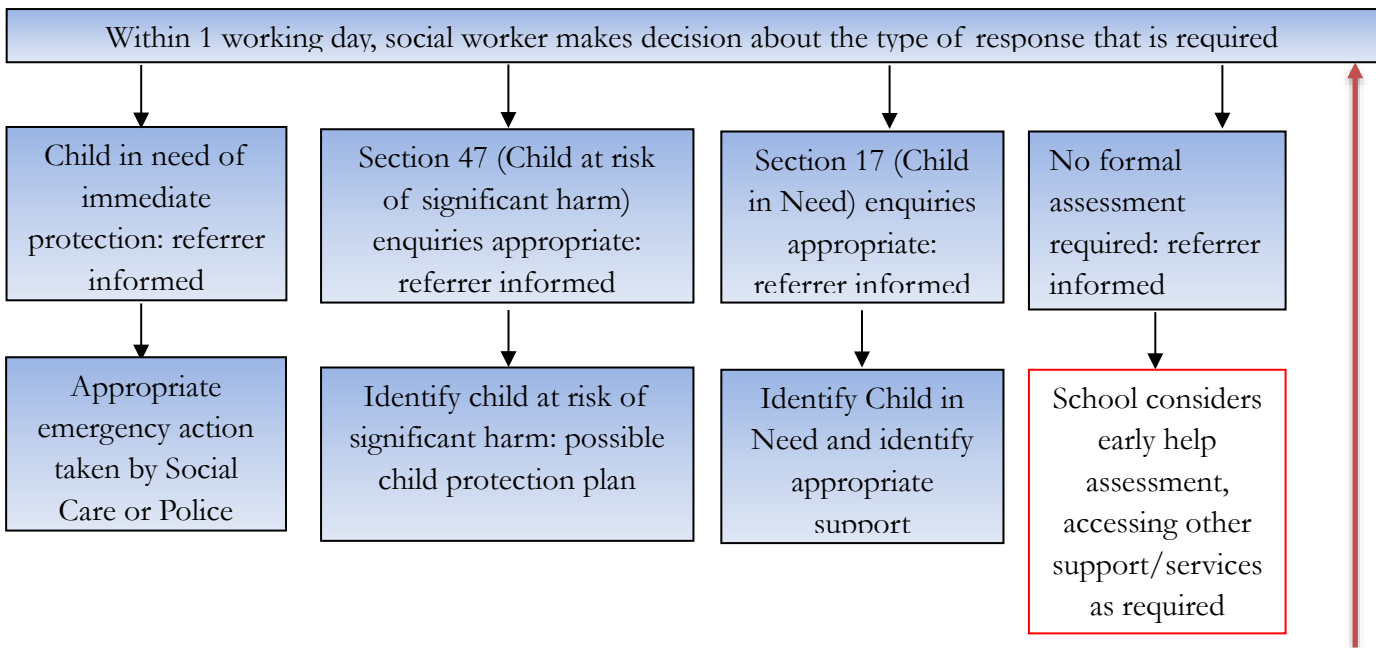 Within 1 working day, social worker makes decision about the type of response that is required
Child in need of
immediate
protection: referrer
informed
Section 47 (Child at risk
of significant harm)
enquiries appropriate:
referrer informed
Section 17 (Child
in Need) enquiries
appropriate:
referrer informed
No formal
assessment
required: referrer
informed
Appropriate
emergency action
taken by Social
Care or Police
Identify child at risk of
significant harm: possible
child protection plan
Identify Child in
Need and identify
appropriate
support
School considers
early help
assessment,
accessing other
support/services
as required